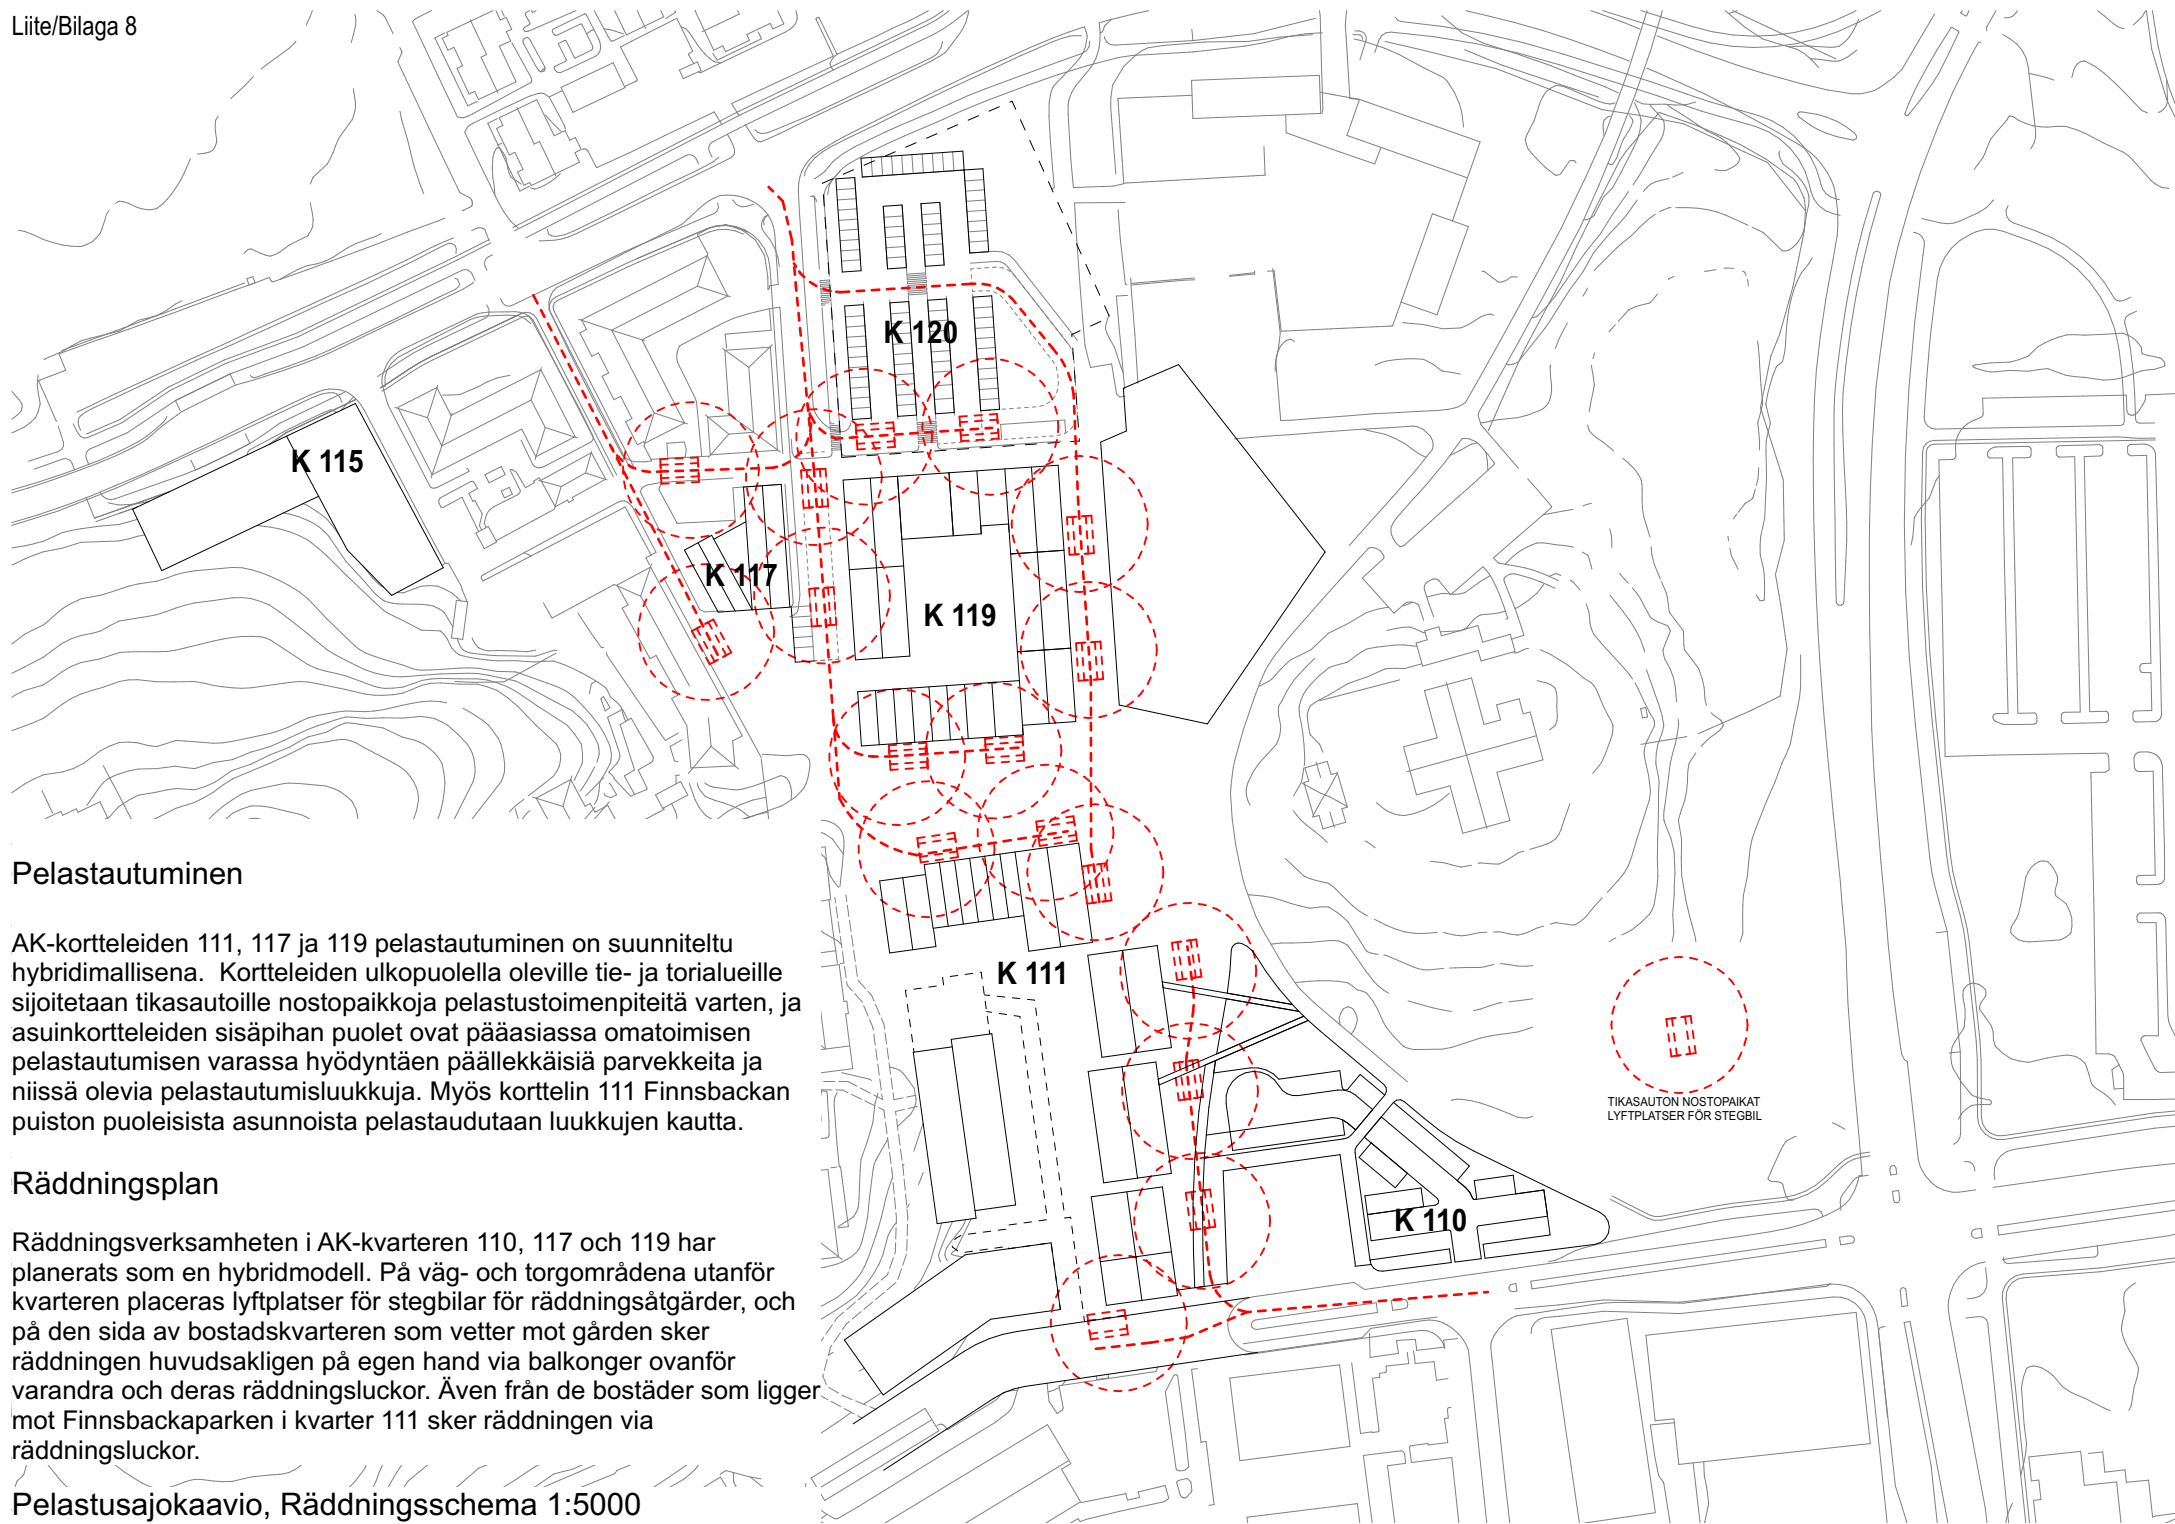 Liite/Bilaga 8
K 120
K 115
K 117
K 119
K 111
K 110
TIKASAUTON NOSTOPAIKAT
LYFTPLATSER FÖR STEGBIL
Pelastautuminen
AK-kortteleiden 111, 117 ja 119 pelastautuminen on suunniteltu
hybridimallisena. Kortteleiden ulkopuolella oleville tie- ja torialueille
sijoitetaan tikasautoille nostopaikkoja pelastustoimenpiteitä varten, ja
asuinkortteleiden sisäpihan puolet ovat pääasiassa omatoimisen
pelastautumisen varassa hyödyntäen päällekkäisiä parvekkeita ja
niissä olevia pelastautumisluukkuja. Myös korttelin 111 Finnsbackan
puiston puoleisista asunnoista pelastaudutaan luukkujen kautta.
Räddningsplan
Räddningsverksamheten i AK-kvarteren 110, 117 och 119 har
planerats som en hybridmodell. På väg- och torgområdena utanför
kvarteren placeras lyftplatser för stegbilar för räddningsåtgärder, och
på den sida av bostadskvarteren som vetter mot gården sker
räddningen huvudsakligen på egen hand via balkonger ovanför
varandra och deras räddningsluckor. Även från de bostäder som ligger
mot Finnsbackaparken i kvarter 111 sker räddningen via
räddningsluckor.
Pelastusajokaavio, Räddningsschema 1:5000